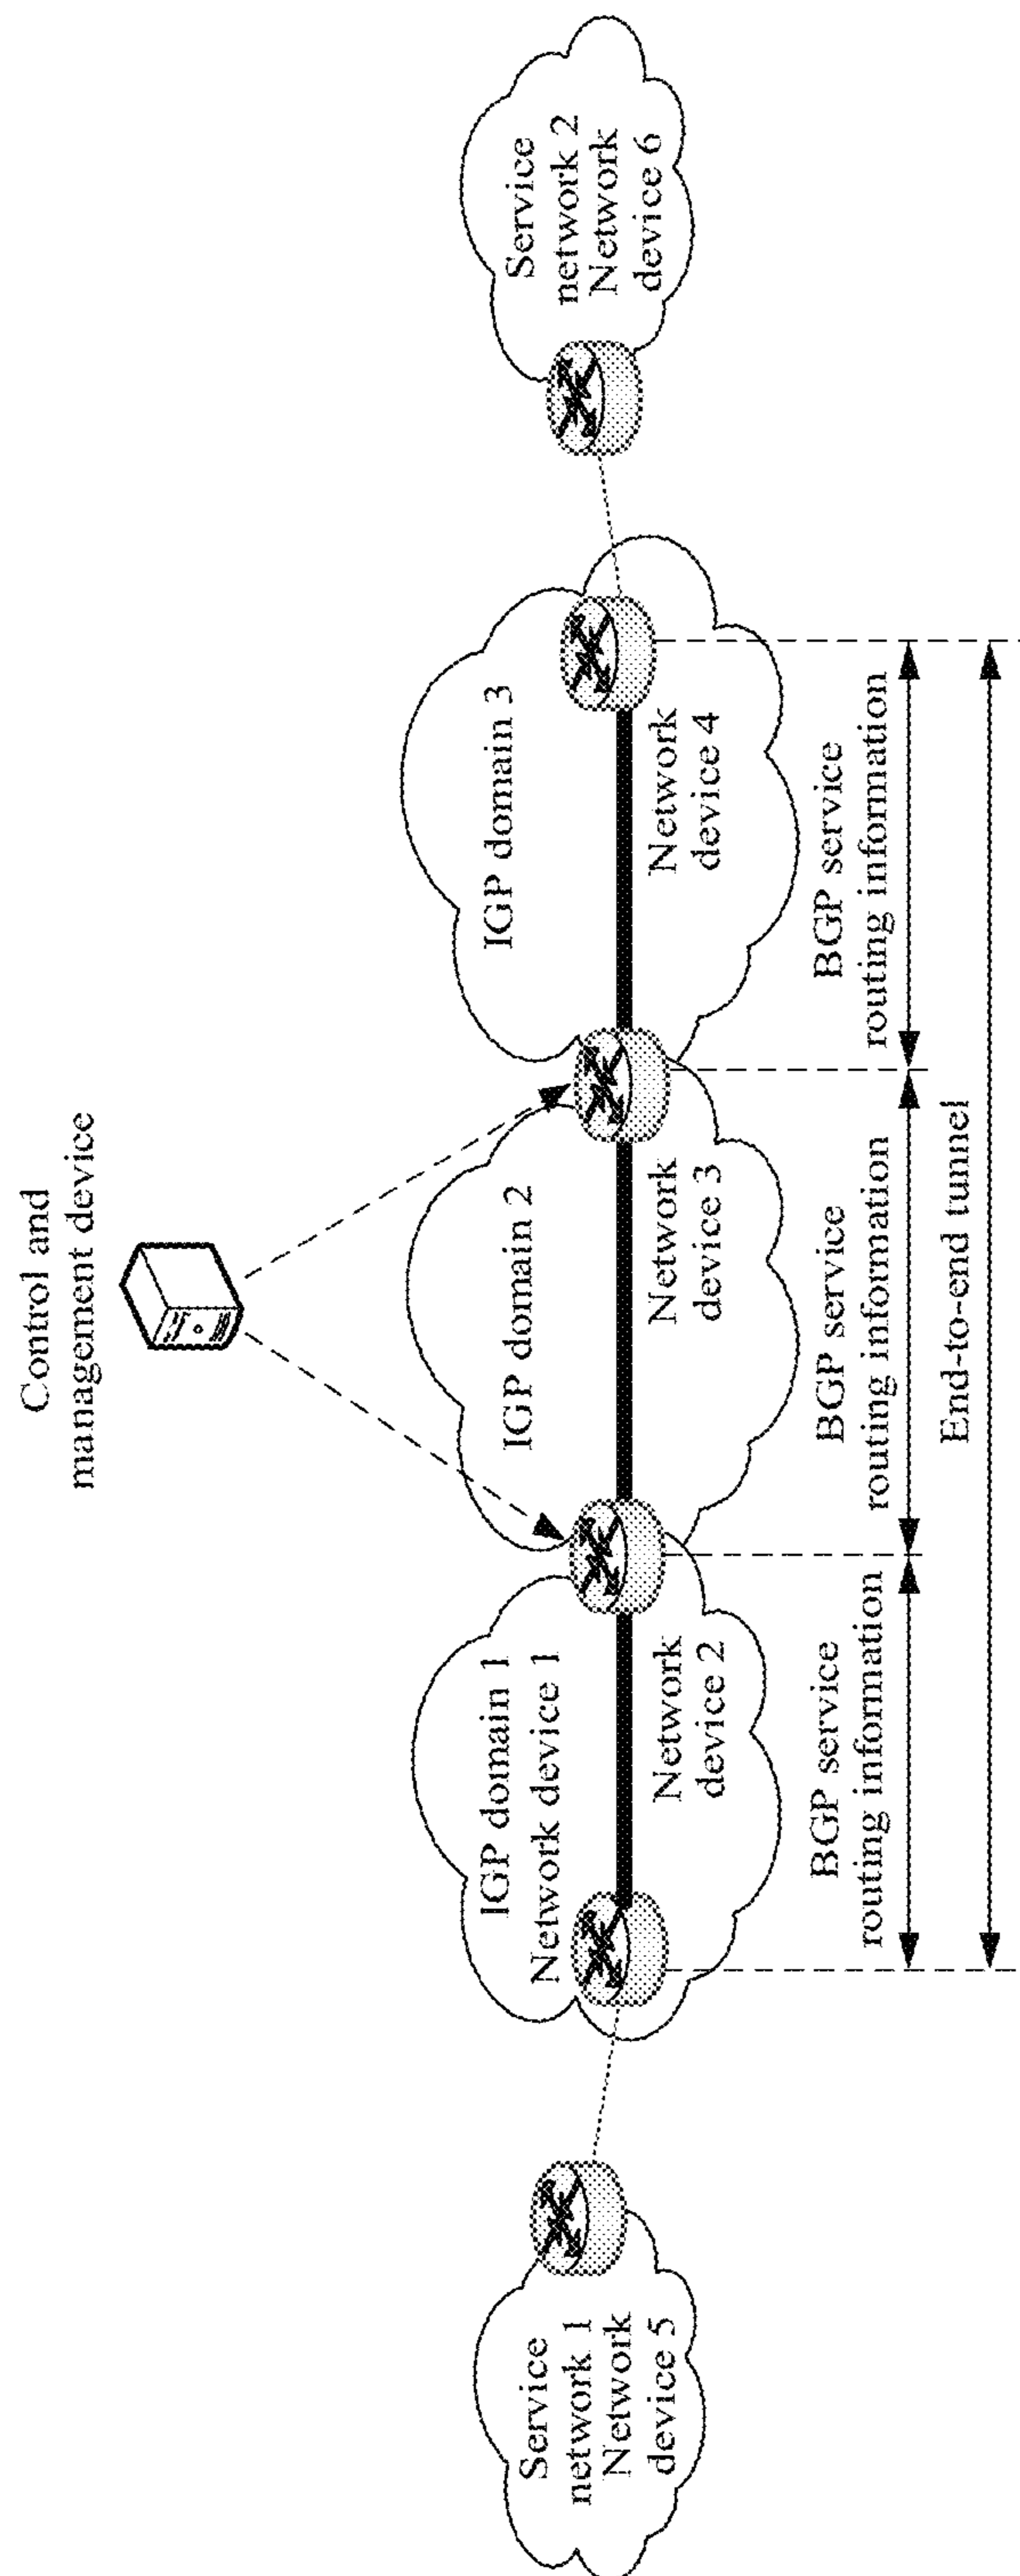 Control and
management device
Service
network 1
Network
device 5
IGP domain 1
Network device 1
Network
device 2
IGP domain 2
Network
device 3
IGP domain 3
Network
device 4
Service
network 2
Network
device 6
BGP service
routing information
BGP service
routing information
BGP service
routing information
End-to-end tunnel